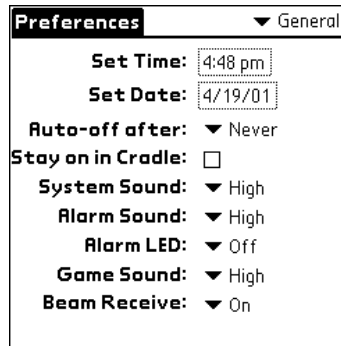 Preferences General
Set Time: 4:48 pm
Set Date: 4/19/01
Auto-off after: Never
Stay on in Cradle:
System Sound: High
Alarm Sound: High
Alarm LED: Off
Game Sound: High
Beam Receive: On